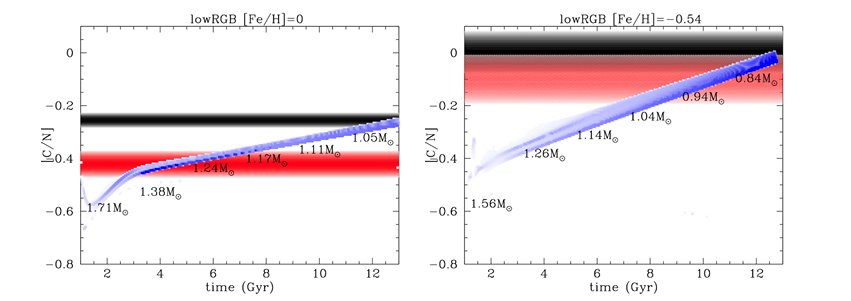 lowRGB [Fe/H]=0
0
−0.2
−0.4
−0.6
−0.8
[C/N]
1.71M⊙
1.38M⊙
1.24M⊙
1.17M⊙
1.11M⊙
1.05M⊙
2 4 6 8 10 12
time (Gyr)
lowRGB [Fe/H]=−0.54
0
−0.2
−0.4
−0.6
−0.8
[C/N]
1.56M⊙
1.26M⊙
1.14M⊙
1.04M⊙
0.94M⊙
0.84M⊙
2 4 6 8 10 12
time (Gyr)